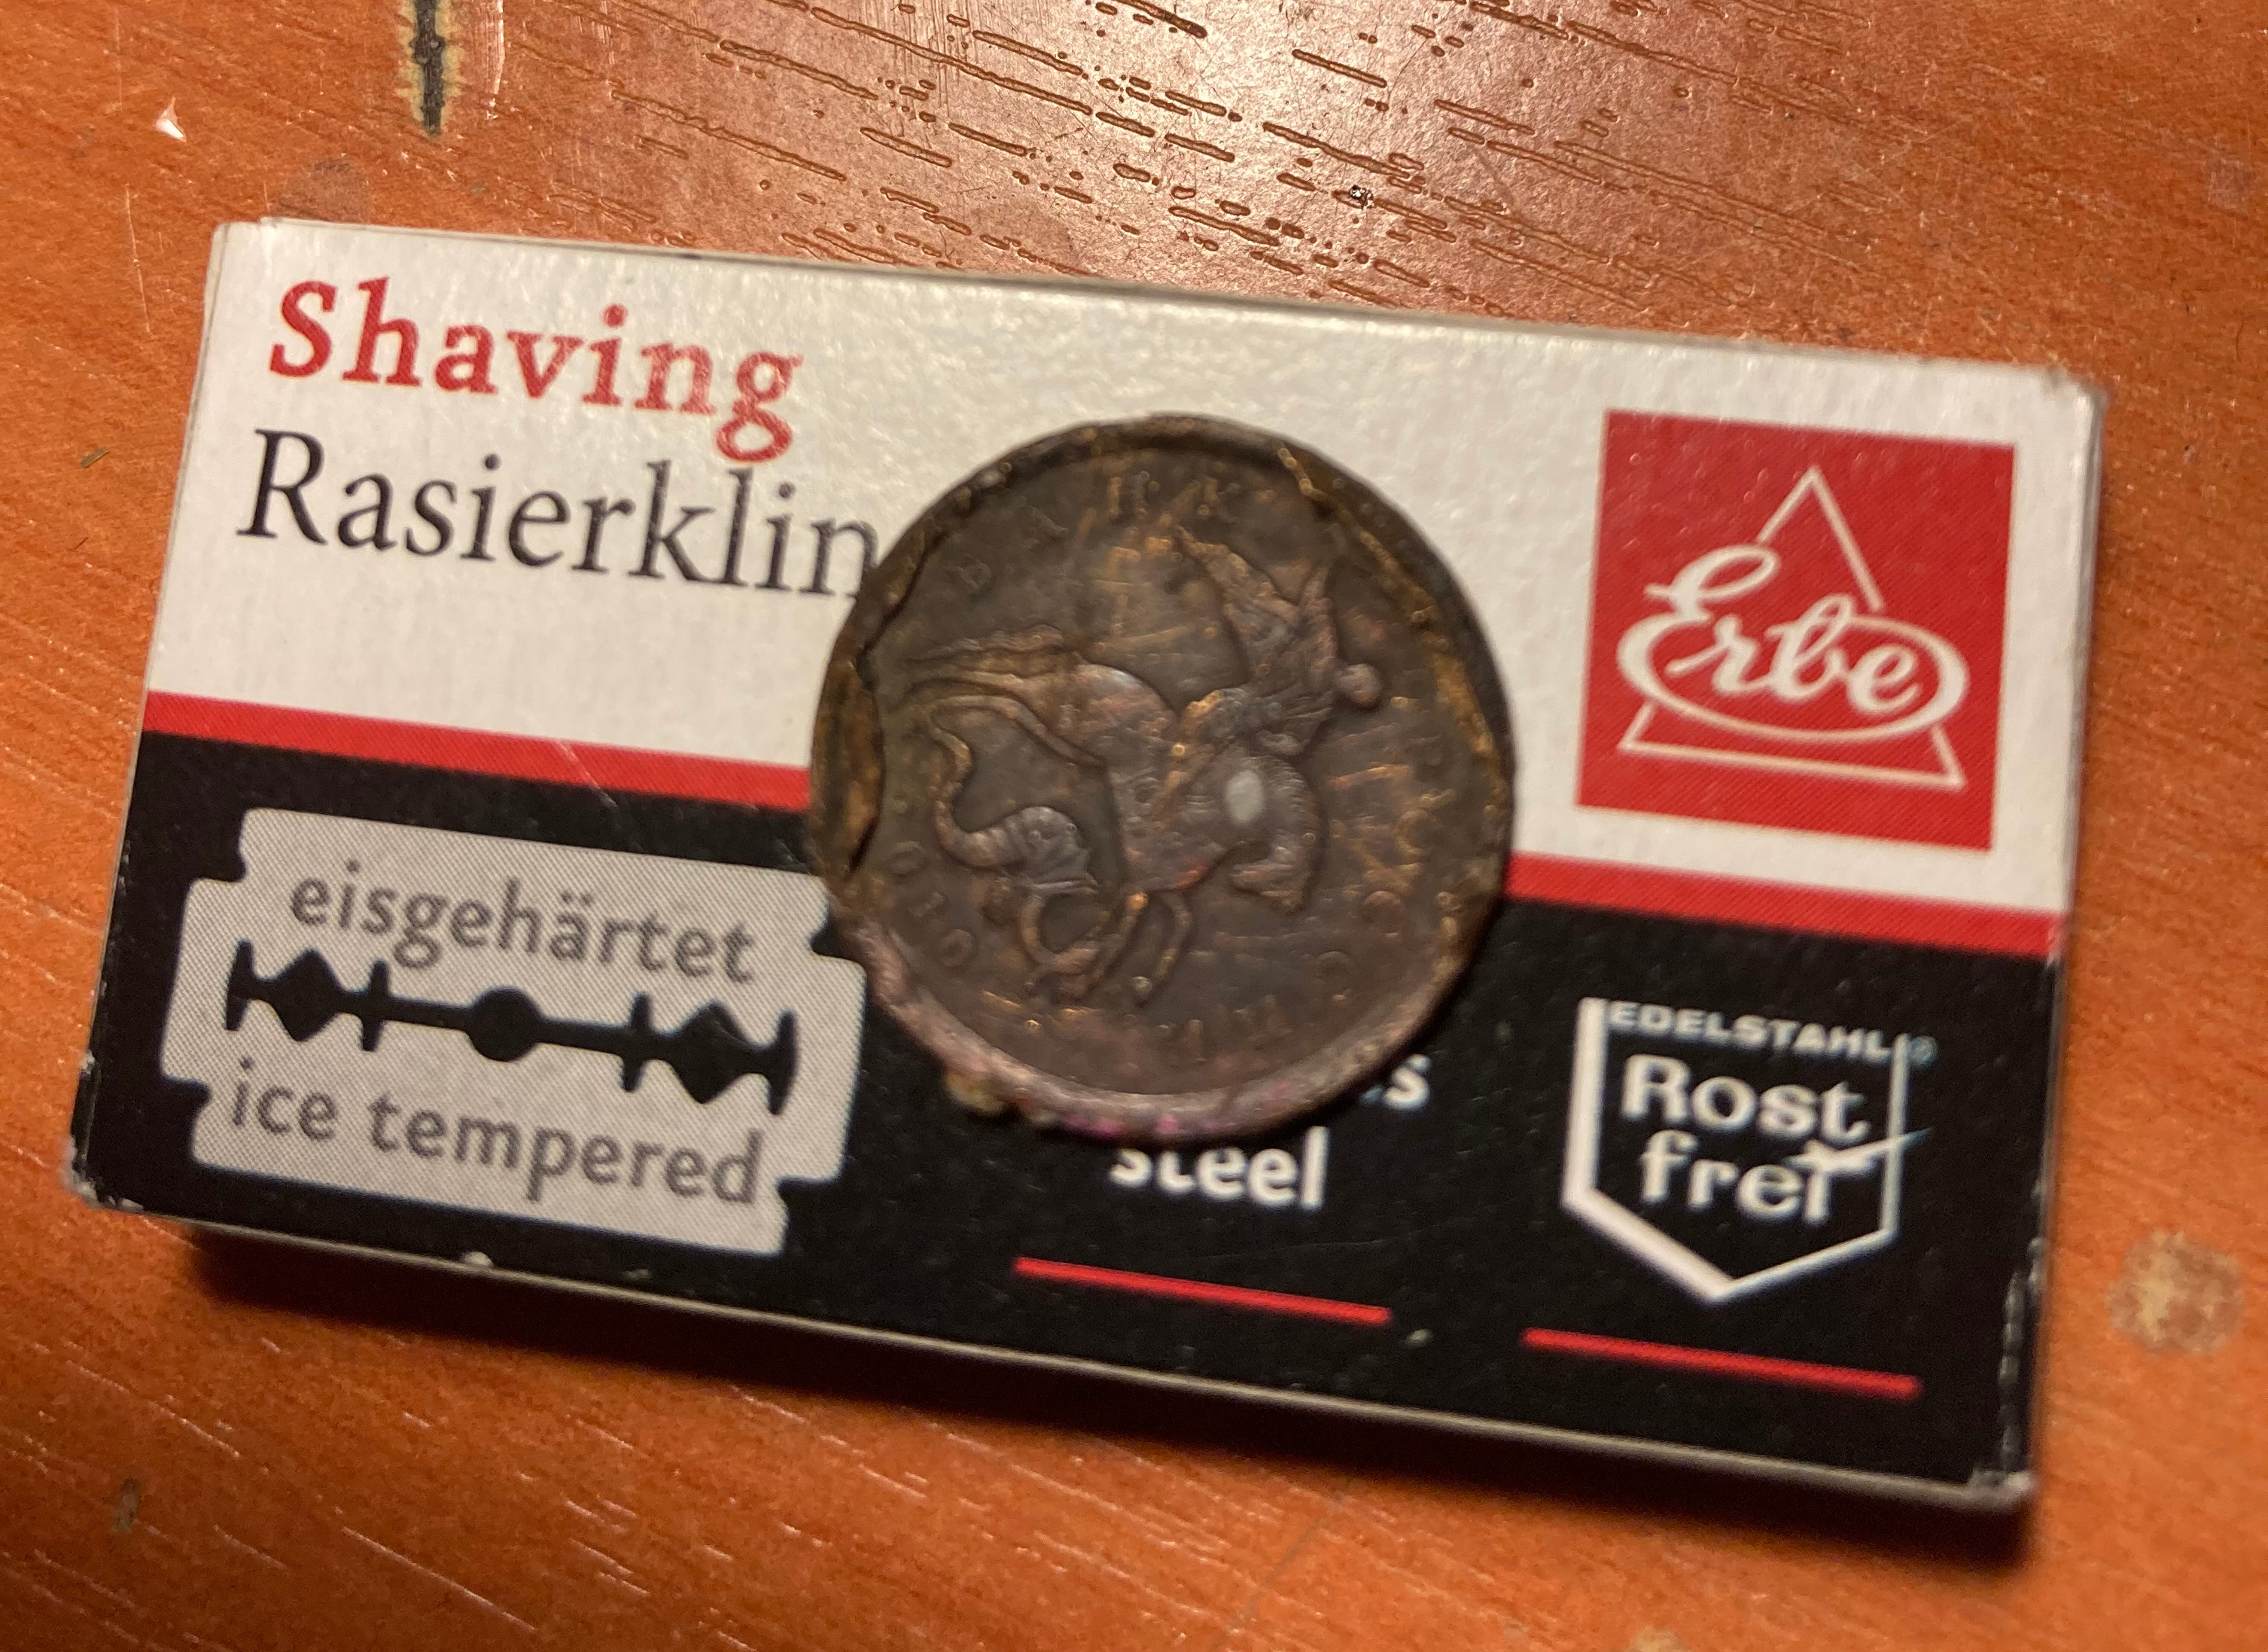 Shaving
Rasierklin
Erbe
eisgehärtet
ice tempered
steel
EDELSTAHL®
Rost
frei